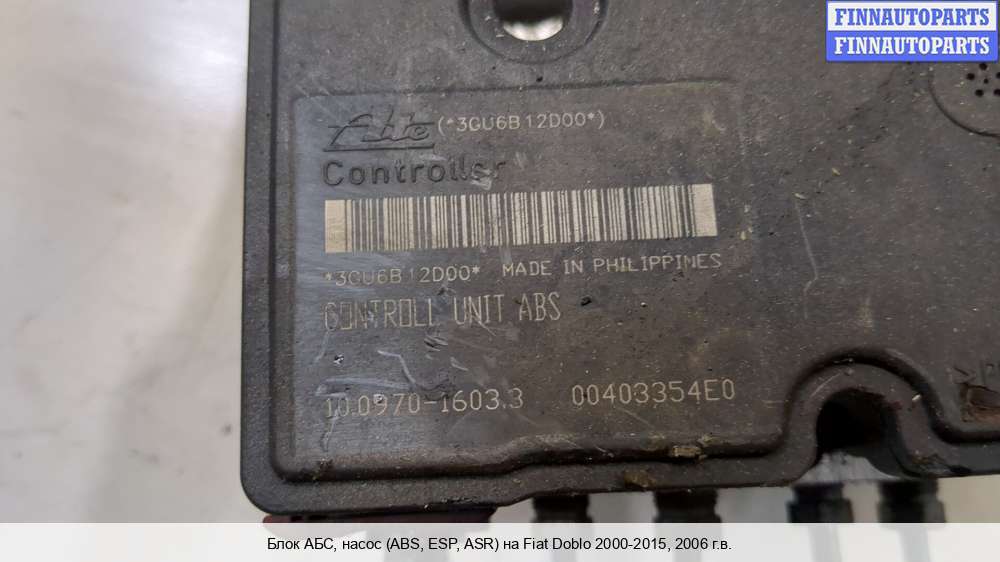 FINNAUTOPARTS
FINNAUTOPARTS
Ate (*3GU6B12D00*)
Controller
*3GU6B12D00* MADE IN PHILIPPINES
CONTROLL UNIT ABS
10.0970-1603.3 00403354E0
Блок АБС, насос (ABS, ESP, ASR) на Fiat Doblo 2000-2015, 2006 г.в.